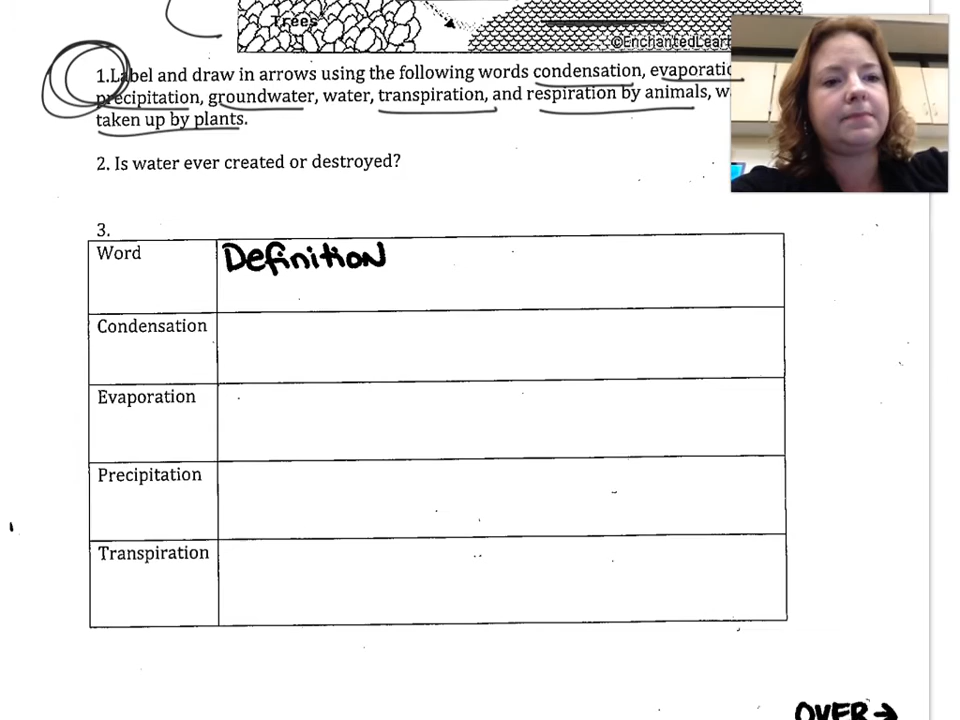 Trees
©EnchantedLear
1.Label and draw in arrows using the following words condensation, evaporatio
precipitation, groundwater, water, transpiration, and respiration by animals, w
taken up by plants.
2. Is water ever created or destroyed?
3.
Word Definition
Condensation
Evaporation
Precipitation
Transpiration
OVER→